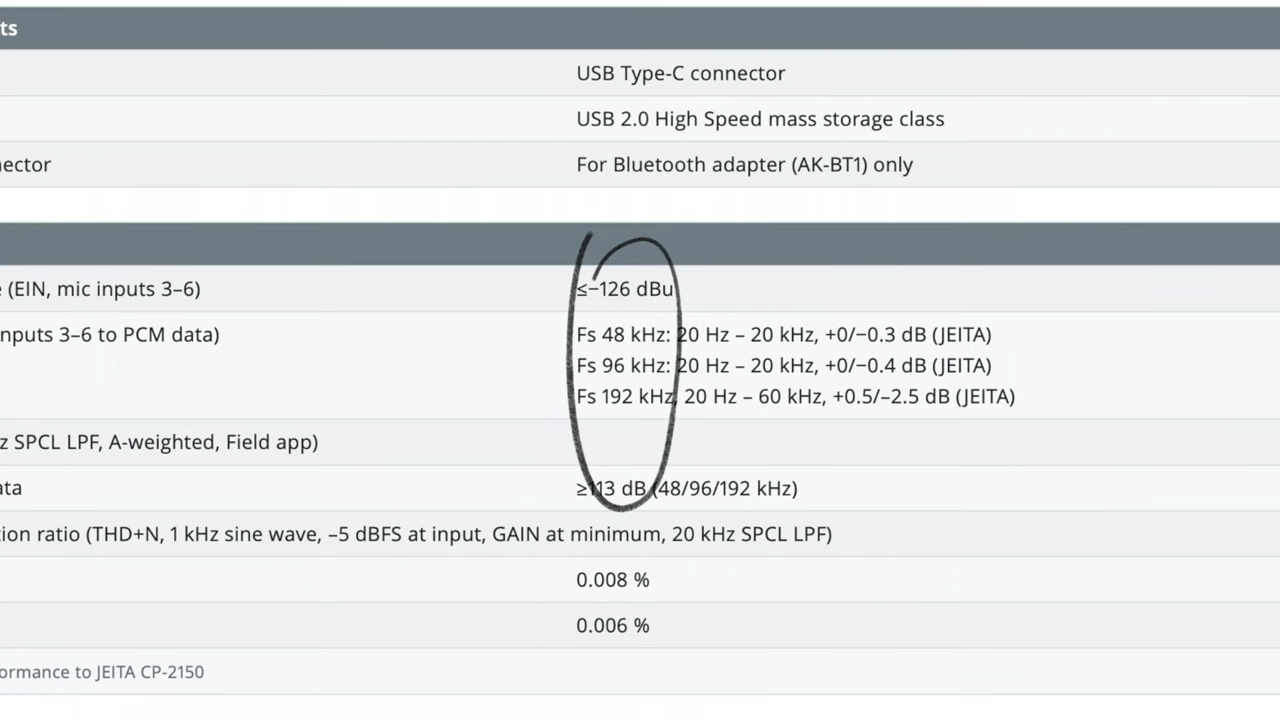 ts
USB Type-C connector
USB 2.0 High Speed mass storage class
nector For Bluetooth adapter (AK-BT1) only
e (EIN, mic inputs 3–6) ≤−126 dBu
nputs 3–6 to PCM data) Fs 48 kHz: 20 Hz – 20 kHz, +0/−0.3 dB (JEITA)
Fs 96 kHz: 20 Hz – 20 kHz, +0/−0.4 dB (JEITA)
Fs 192 kHz, 20 Hz – 60 kHz, +0.5/–2.5 dB (JEITA)
z SPCL LPF, A-weighted, Field app)
ata ≥113 dB (48/96/192 kHz)
tion ratio (THD+N, 1 kHz sine wave, –5 dBFS at input, GAIN at minimum, 20 kHz SPCL LPF)
0.008 %
0.006 %
ormance to JEITA CP-2150